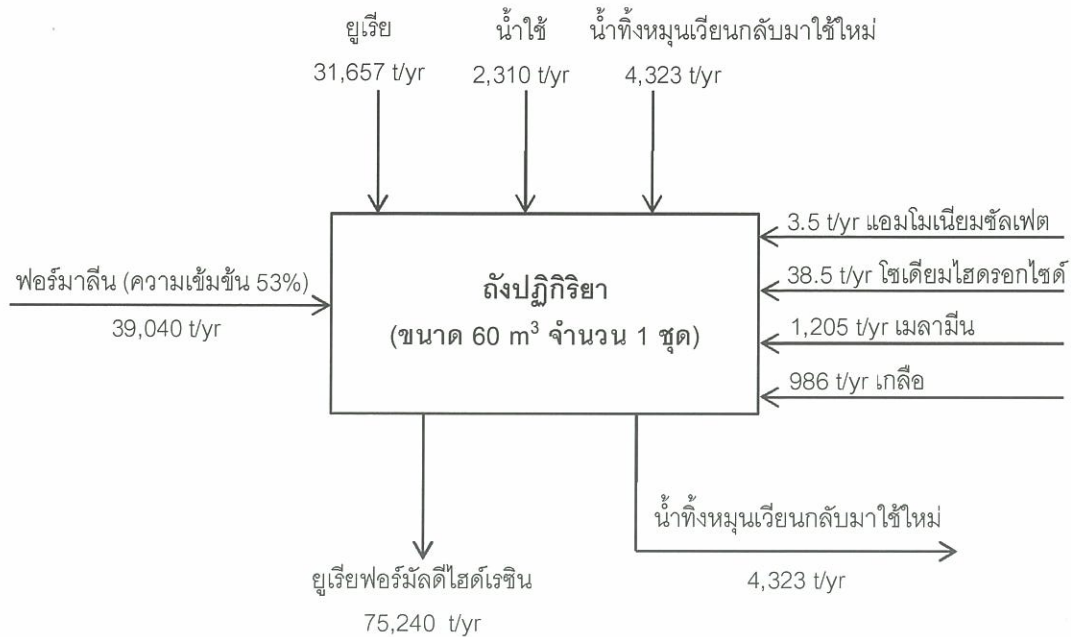 ยูเรีย
31,657 t/yr
น้ำใช้
2,310 t/yr
น้ำทิ้งหมุนเวียนกลับมาใช้ใหม่
4,323 t/yr
ฟอร์มาลีน (ความเข้มข้น 53%)
39,040 t/yr
ถังปฏิกิริยา
(ขนาด 60 m³ จำนวน 1 ชุด)
3.5 t/yr แอมโมเนียมซัลเฟต
38.5 t/yr โซเดียมไฮดรอกไซด์
1,205 t/yr เมลามีน
986 t/yr เกลือ
ยูเรียฟอร์มัลดีไฮด์เรซิน
75,240 t/yr
น้ำทิ้งหมุนเวียนกลับมาใช้ใหม่
4,323 t/yr